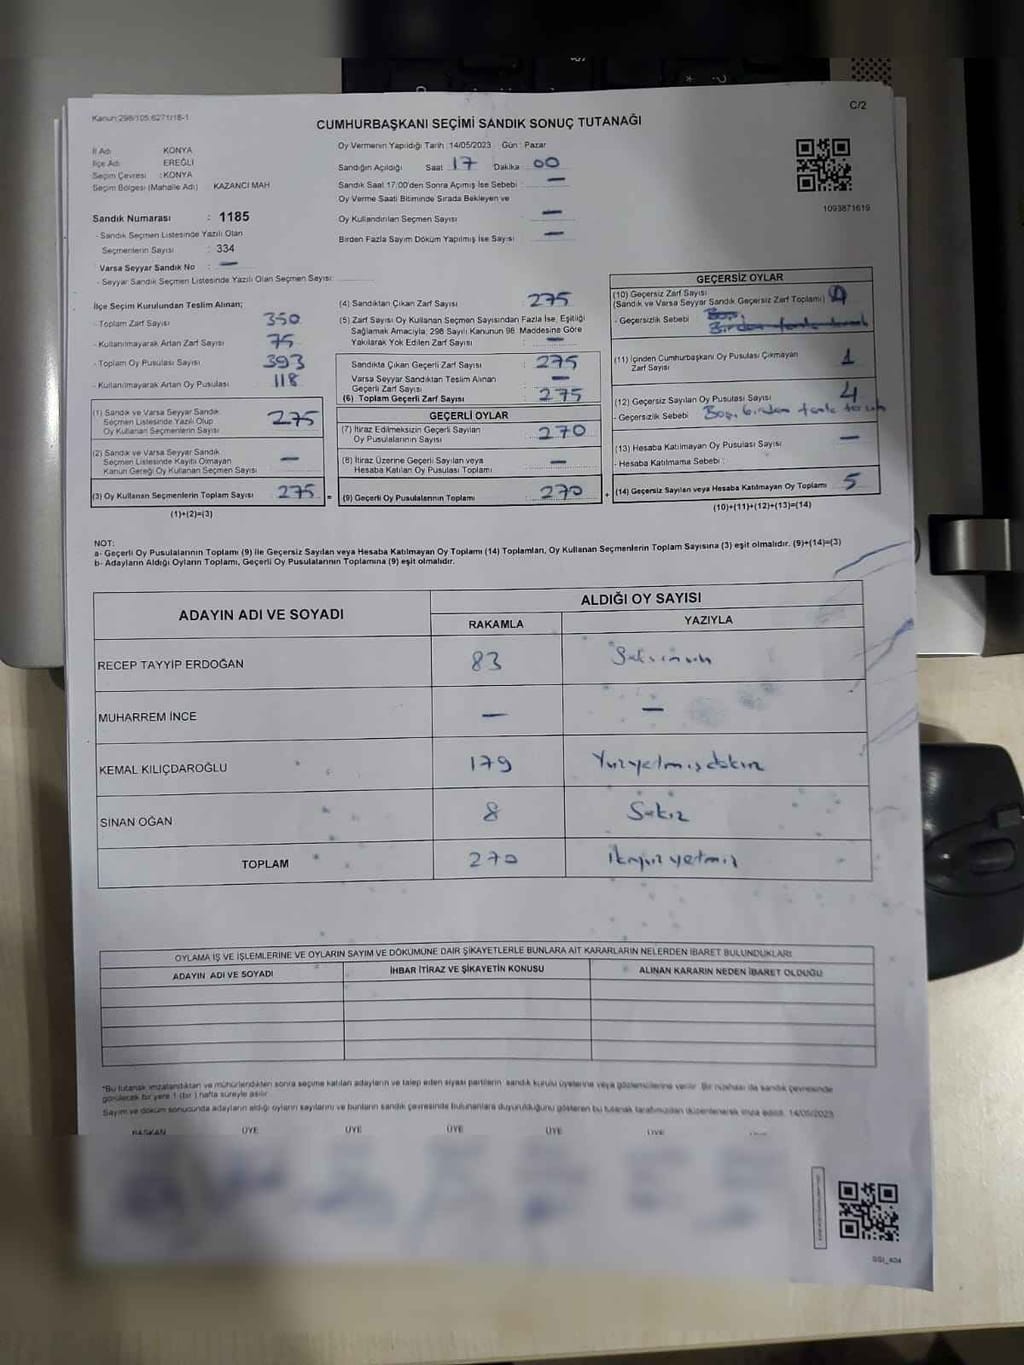 Kanun:298/105,6271/18-1
C/2
CUMHURBAŞKANI SEÇİMİ SANDIK SONUÇ TUTANAĞI
İl Adı KONYA
İlçe Adı EREĞLİ
Seçim Çevresi : KONYA
Seçim Bölgesi (Mahalle Adı) KAZANCI MAH
Sandık Numarası : 1185
- Sandık Seçmen Listesinde Yazılı Olan
Seçmenlerin Sayısı : 334
Varsa Seyyar Sandık No : —
- Seyyar Sandık Seçmen Listesinde Yazılı Olan Seçmen Sayısı:
Oy Vermenin Yapıldığı Tarih :14/05/2023 Gün : Pazar
Sandığın Açıldığı Saat 17 Dakika 00
Sandık Saat 17:00'den Sonra Açımış İse Sebebi : —
Oy Verme Saati Bitiminde Sırada Bekleyen ve
Oy Kullandırılan Seçmen Sayısı : —
Birden Fazla Sayım Döküm Yapılmış İse Sayısı : —
1093871619
İlçe Seçim Kurulundan Teslim Alınan;
- Toplam Zarf Sayısı 350
- Kullanılmayarak Artan Zarf Sayısı 75
- Toplam Oy Pusulası Sayısı 393
- Kullanılmayarak Artan Oy Pusulası 118
(1) Sandık ve Varsa Seyyar Sandık
Seçmen Listesinde Yazılı Olup
Oy Kullanan Seçmenlerin Sayısı 275
(2) Sandık ve Varsa Seyyar Sandık
Seçmen Listesinde Kayıtlı Olmayan
Kanun Gereği Oy Kullanan Seçmen Sayısı —
(3) Oy Kullanan Seçmenlerin Toplam Sayısı 275 =
(1)+(2)=(3)
(4) Sandıktan Çıkan Zarf Sayısı : 275
(5) Zarf Sayısı Oy Kullanan Seçmen Sayısından Fazla İse, Eşitliği
Sağlamak Amacıyla; 298 Sayılı Kanunun 98. Maddesine Göre
Yakılarak Yok Edilen Zarf Sayısı : —
Sandıkta Çıkan Geçerli Zarf Sayısı : 275
Varsa Seyyar Sandıktan Teslim Alınan
Geçerli Zarf Sayısı : —
(6) Toplam Geçerli Zarf Sayısı : 275
GEÇERLİ OYLAR
(7) İtiraz Edilmeksizin Geçerli Sayılan
Oy Pusulalarının Sayısı : 270
(8) İtiraz Üzerine Geçerli Sayılan veya
Hesaba Katılan Oy Pusulası Toplamı : —
(9) Geçerli Oy Pusulalarının Toplamı : 270 +
GEÇERSİZ OYLAR
(10) Geçersiz Zarf Sayısı
(Sandık ve Varsa Seyyar Sandık Geçersiz Zarf Toplamı)
- Geçersizlik Sebebi
(11) İçinden Cumhurbaşkanı Oy Pusulası Çıkmayan
Zarf Sayısı 1
(12) Geçersiz Sayılan Oy Pusulası Sayısı 4
- Geçersizlik Sebebi : Boş, birden fazla tercih
(13) Hesaba Katılmayan Oy Pusulası Sayısı —
- Hesaba Katılmama Sebebi :
(14) Geçersiz Sayılan veya Hesaba Katılmayan Oy Toplamı 5
(10)+(11)+(12)+(13)=(14)
NOT:
a- Geçerli Oy Pusulalarının Toplamı (9) ile Geçersiz Sayılan veya Hesaba Katılmayan Oy Toplamı (14) Toplamları, Oy Kullanan Seçmenlerin Toplam Sayısına (3) eşit olmalıdır. (9)+(14)=(3)
b- Adayların Aldığı Oyların Toplamı, Geçerli Oy Pusulalarının Toplamına (9) eşit olmalıdır.
ADAYIN ADI VE SOYADI ALDIĞI OY SAYISI
RAKAMLA YAZIYLA
RECEP TAYYİP ERDOĞAN 83
MUHARREM İNCE — —
KEMAL KILIÇDAROĞLU 179 Yüzyetmişdokuz
SİNAN OĞAN 8 Sekiz
TOPLAM 270 ikiyüzyetmiş
OYLAMA İŞ VE İŞLEMLERİNE VE OYLARIN SAYIM VE DÖKÜMÜNE DAİR ŞİKAYETLERLE BUNLARA AİT KARARLARIN NELERDEN İBARET BULUNDUKLARI
ADAYIN ADI VE SOYADI İHBAR İTİRAZ VE ŞİKAYETİN KONUSU ALINAN KARARIN NEDEN İBARET OLDUĞU
*Bu tutanak imzalandıktan ve mühürlendikten sonra seçime katılan adayların ve talep eden siyasi partilerin sandık kurulu üyelerine veya gözlemcilerine verilir. Bir nüshası da sandık çevresinde
görülecek bir yere 1 (bir) hafta süreyle asılır.
Sayım ve döküm sonucunda adayların aldığı oyların sayılarını ve bunların sandık çevresinde bulunanlara duyurulduğunu gösteren bu tutanak tarafımızdan düzenlenerek imza edildi. 14/05/2023
BAŞKAN ÜYE ÜYE ÜYE ÜYE ÜYE